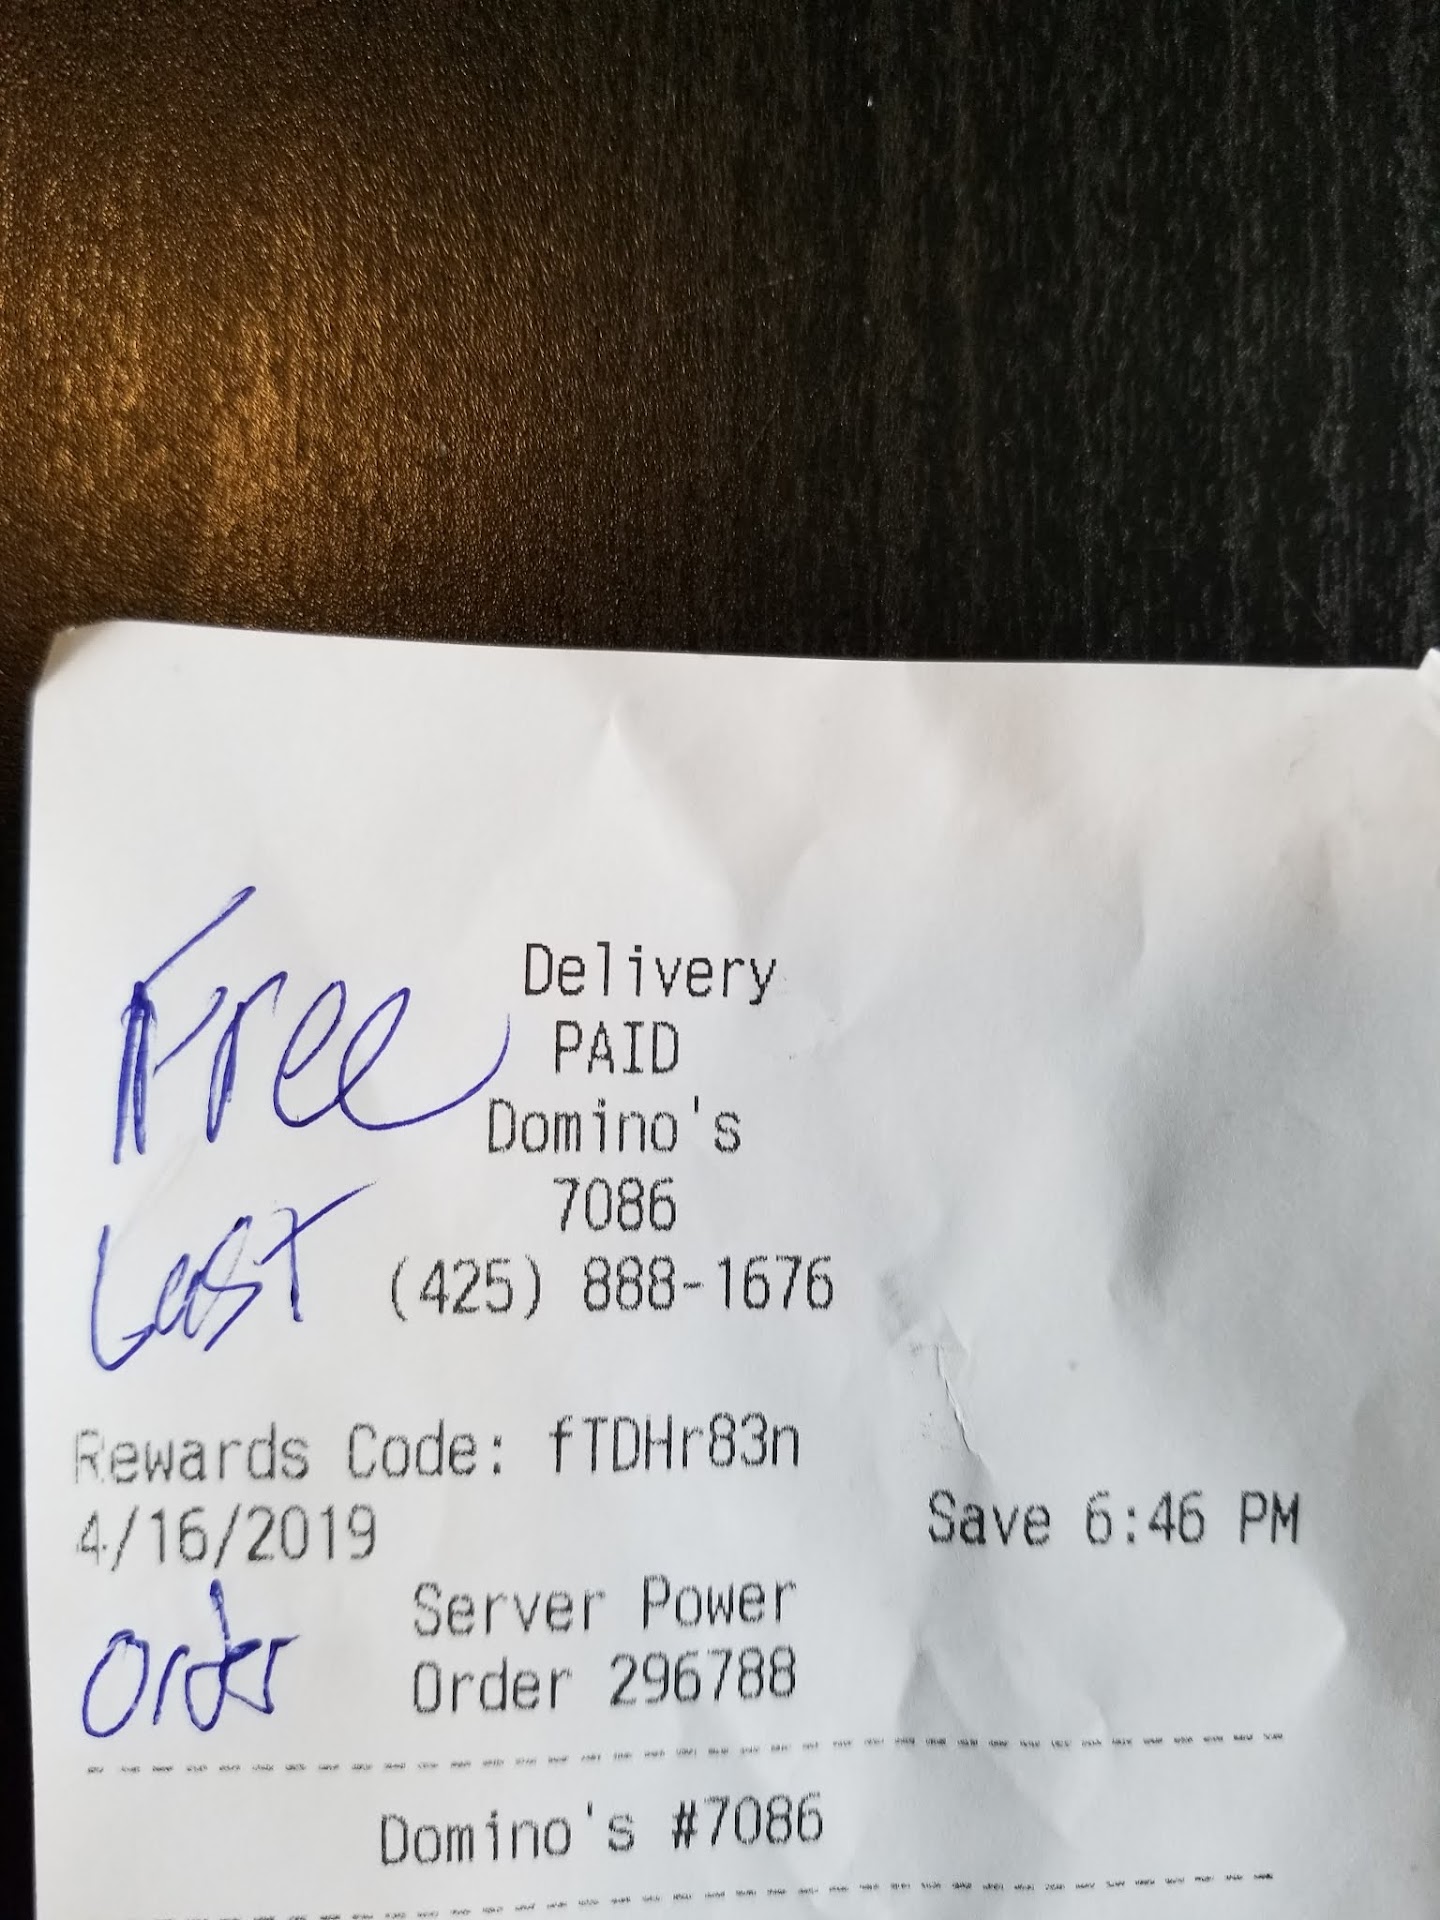 Free
Delivery
PAID
Domino's
7086
Last
(425) 888-1676
Rewards Code: fTDHr83n
4/16/2019 Save 6:46 PM
Server Power
Order
Order 296788
Domino's #7086